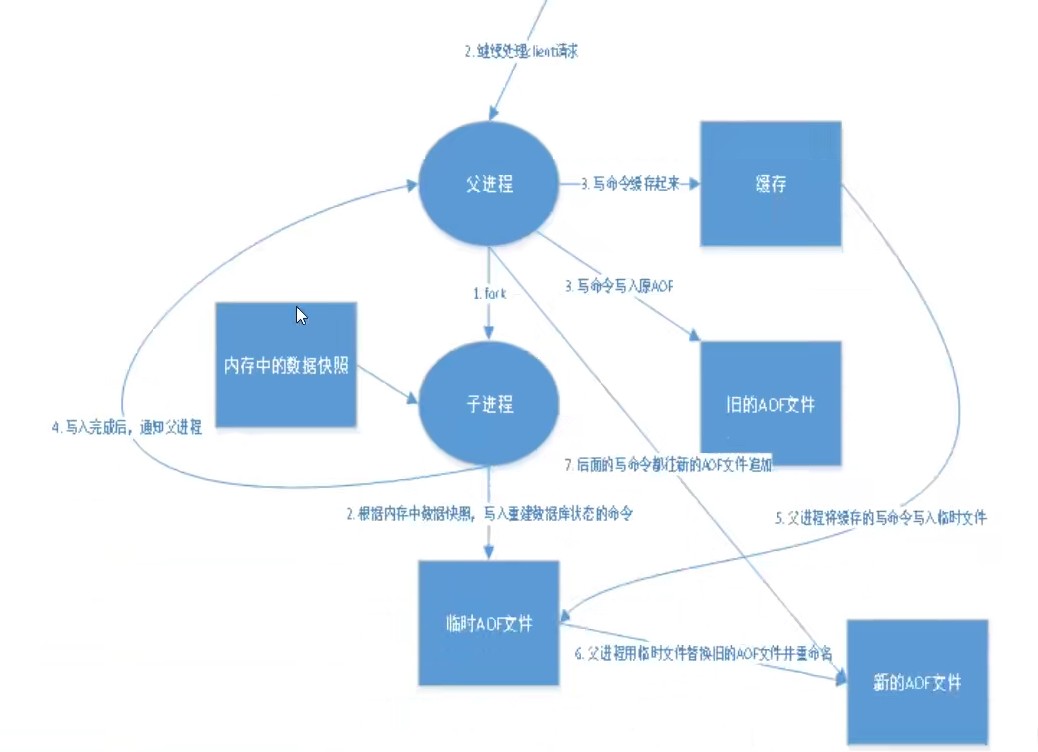 2. 继续处理client请求
父进程
3. 写命令缓存起来
缓存
1. fork
3. 写命令写入原AOF
内存中的数据快照
子进程
旧的AOF文件
4. 写入完成后，通知父进程
7. 后面的写命令都往新的AOF文件追加
2. 根据内存中数据快照，写入重建数据库状态的命令
5. 父进程将缓存的写命令写入临时文件
临时AOF文件
6. 父进程用临时文件替换旧的AOF文件并重命名
新的AOF文件